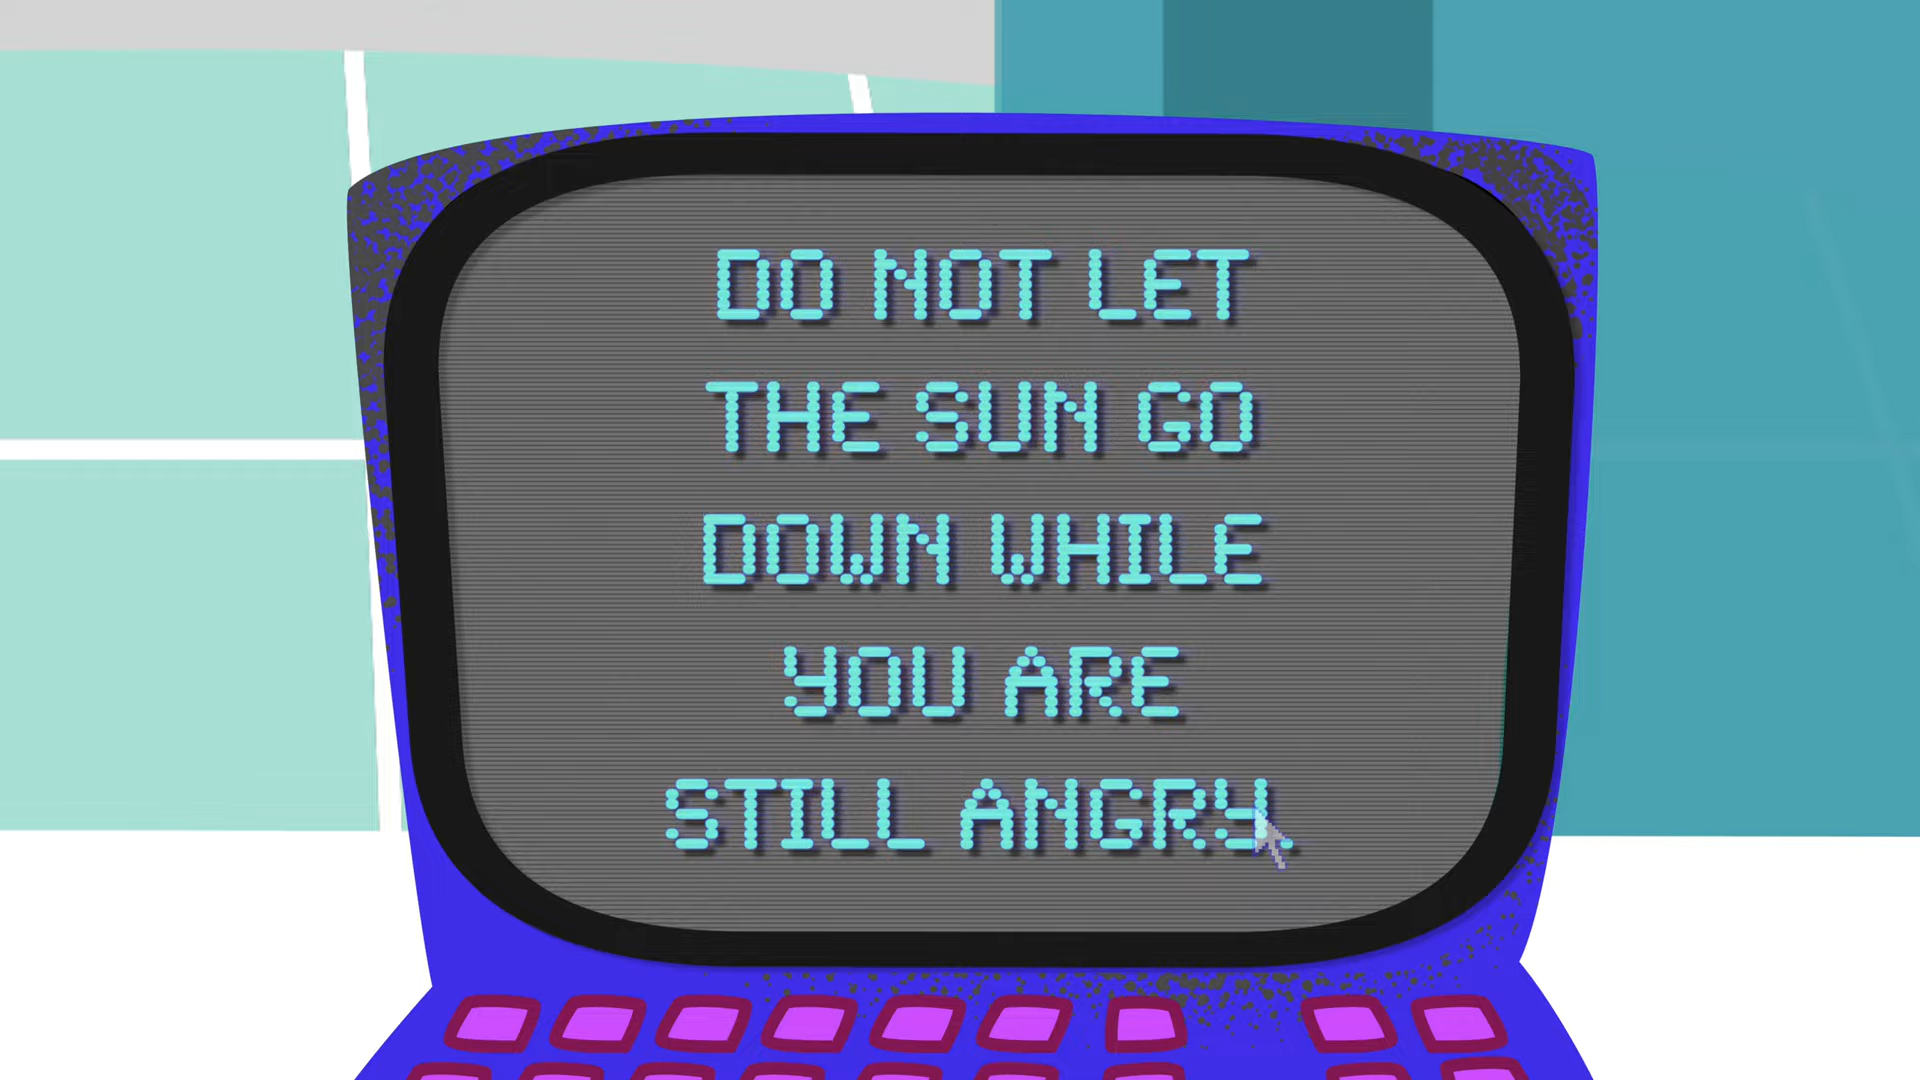 DO NOT LET
THE SUN GO
DOWN WHILE
YOU ARE
STILL ANGRY.